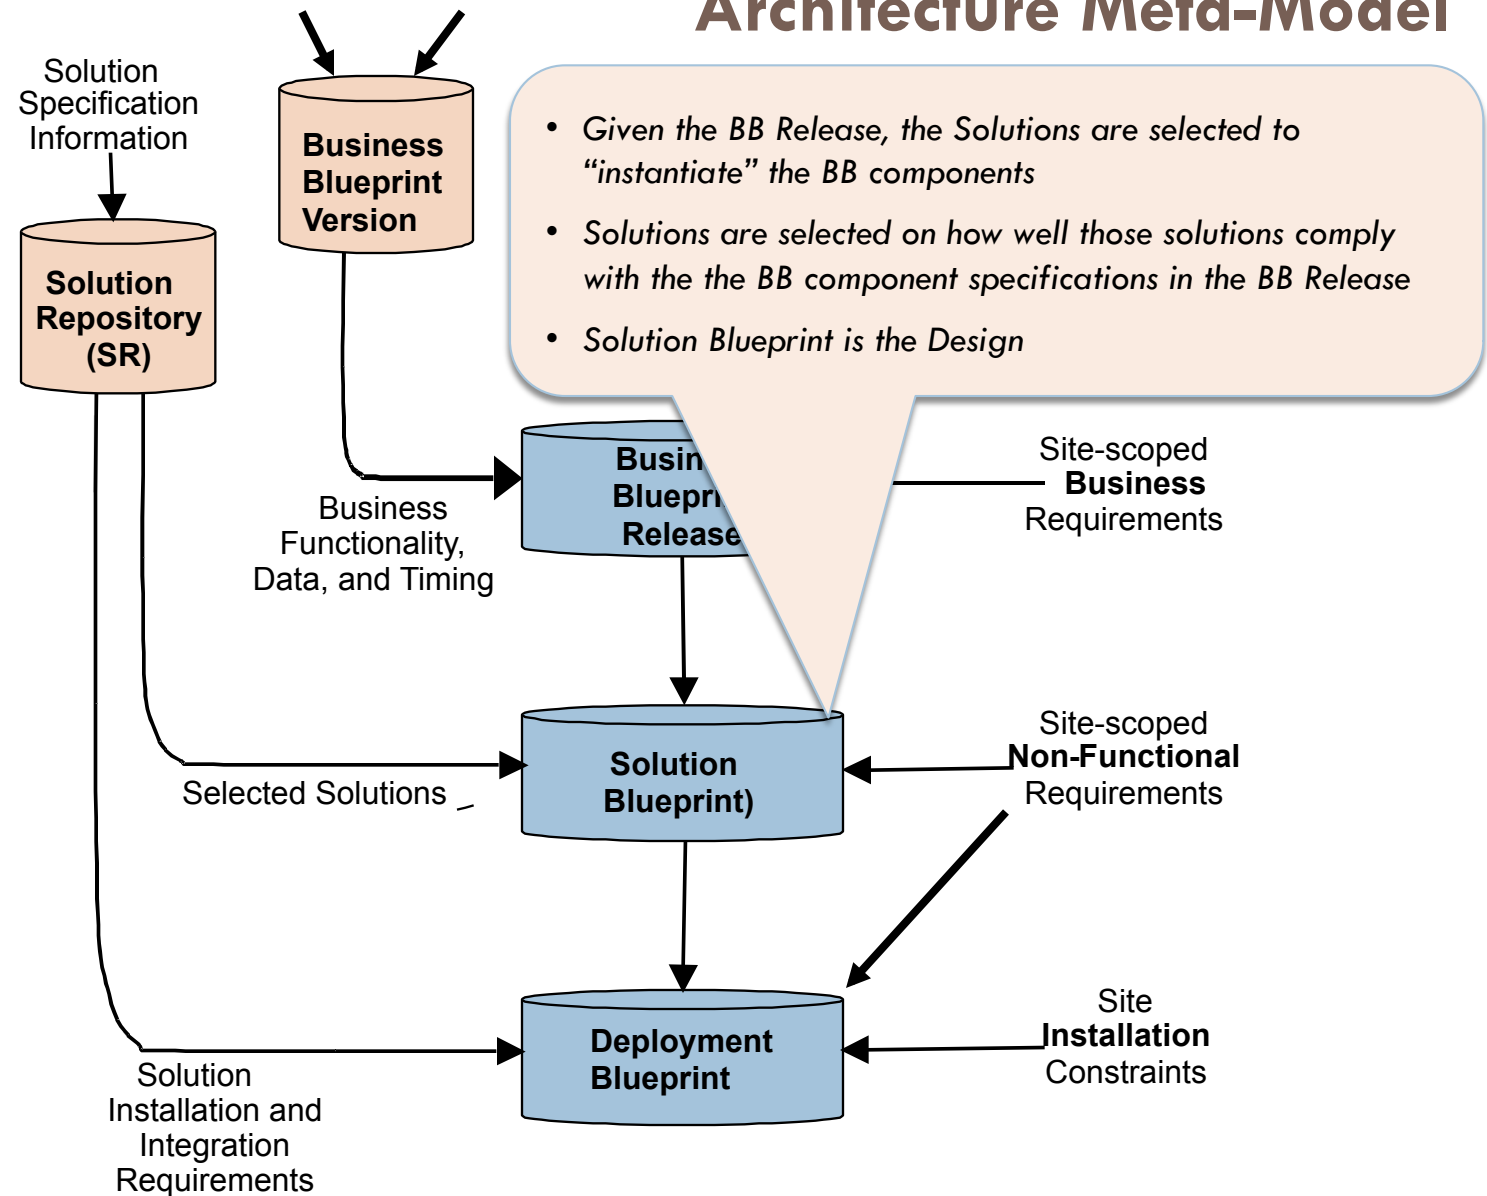 Architecture Meta-Model
Solution
Specification
Information
Business
Blueprint
Version
• Given the BB Release, the Solutions are selected to
“instantiate” the BB components
• Solutions are selected on how well those solutions comply
with the the BB component specifications in the BB Release
• Solution Blueprint is the Design
Solution
Repository
(SR)
Busin
Bluepri
Release
Site-scoped
Business
Requirements
Business
Functionality,
Data, and Timing
Selected Solutions
Solution
Blueprint)
Site-scoped
Non-Functional
Requirements
Deployment
Blueprint
Site
Installation
Constraints
Solution
Installation and
Integration
Requirements